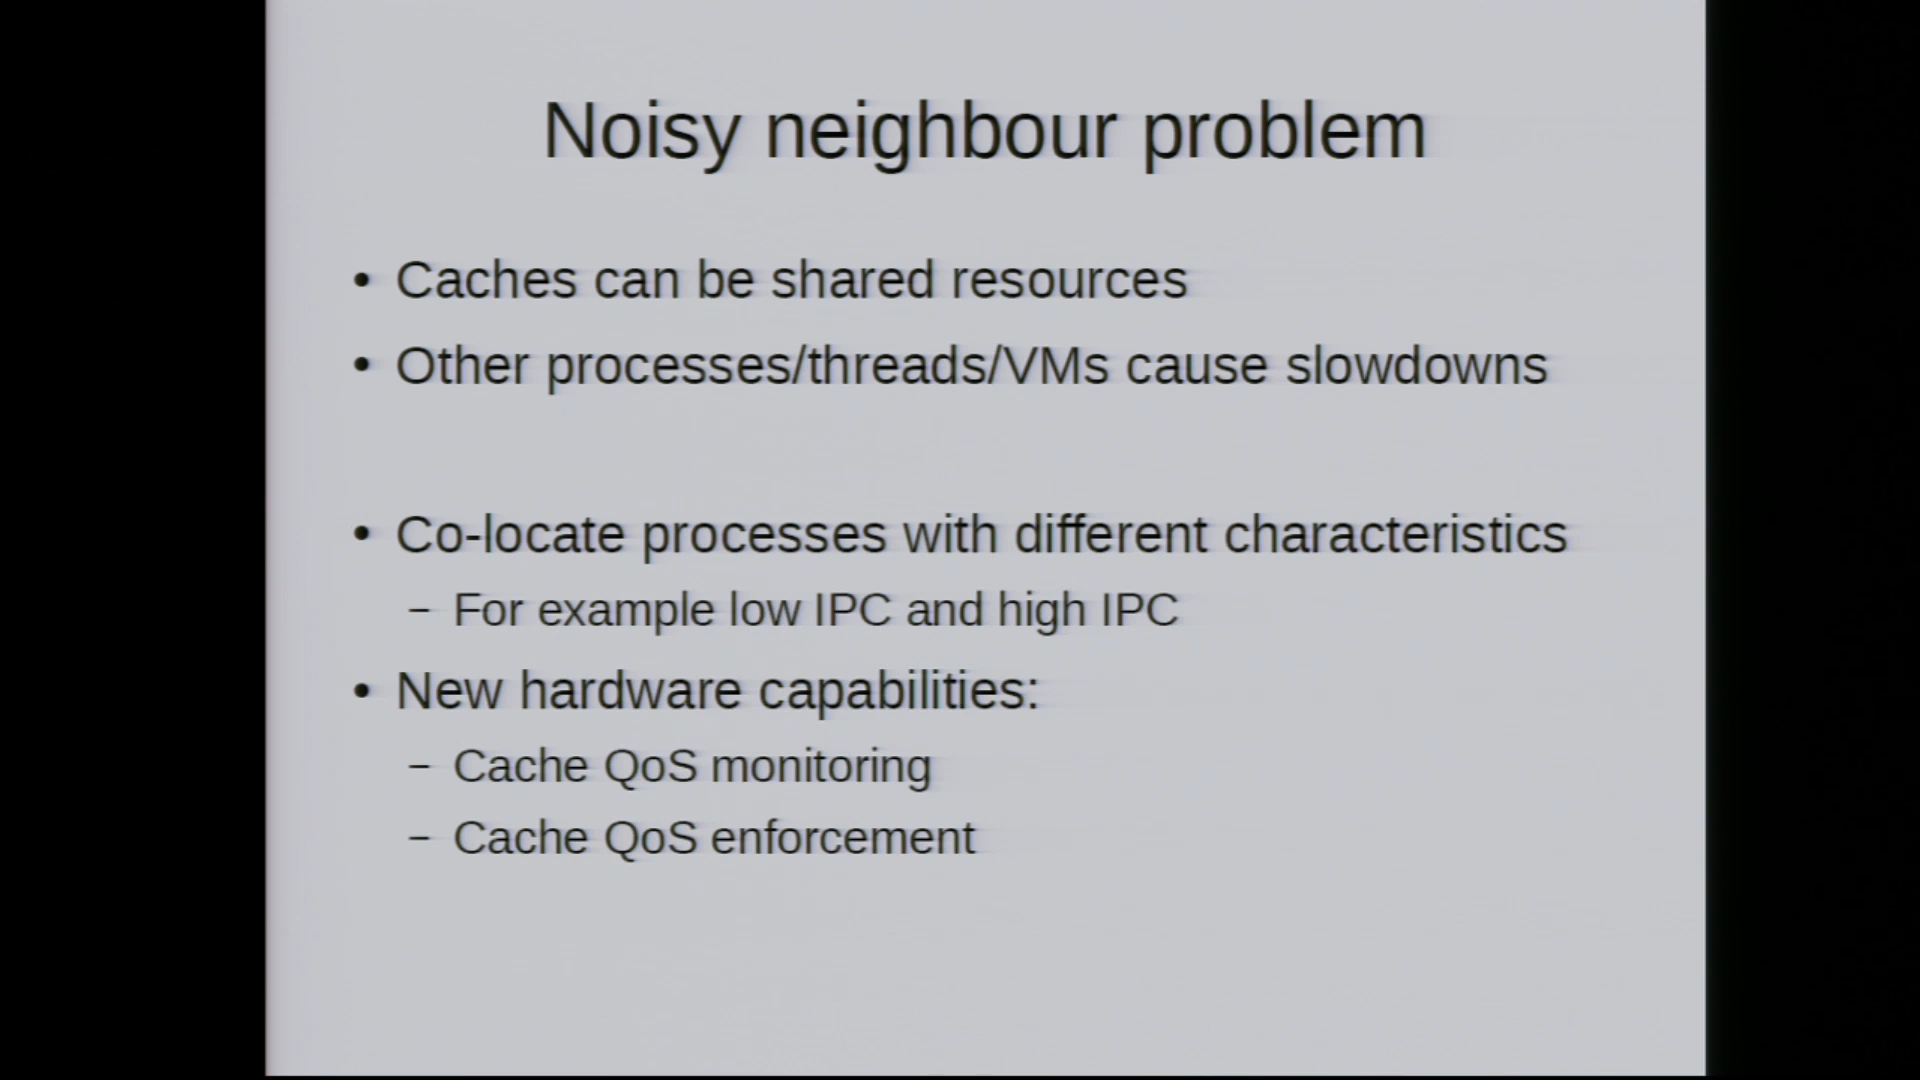 Noisy neighbour problem
• Caches can be shared resources
• Other processes/threads/VMs cause slowdowns
• Co-locate processes with different characteristics
– For example low IPC and high IPC
• New hardware capabilities:
– Cache QoS monitoring
– Cache QoS enforcement